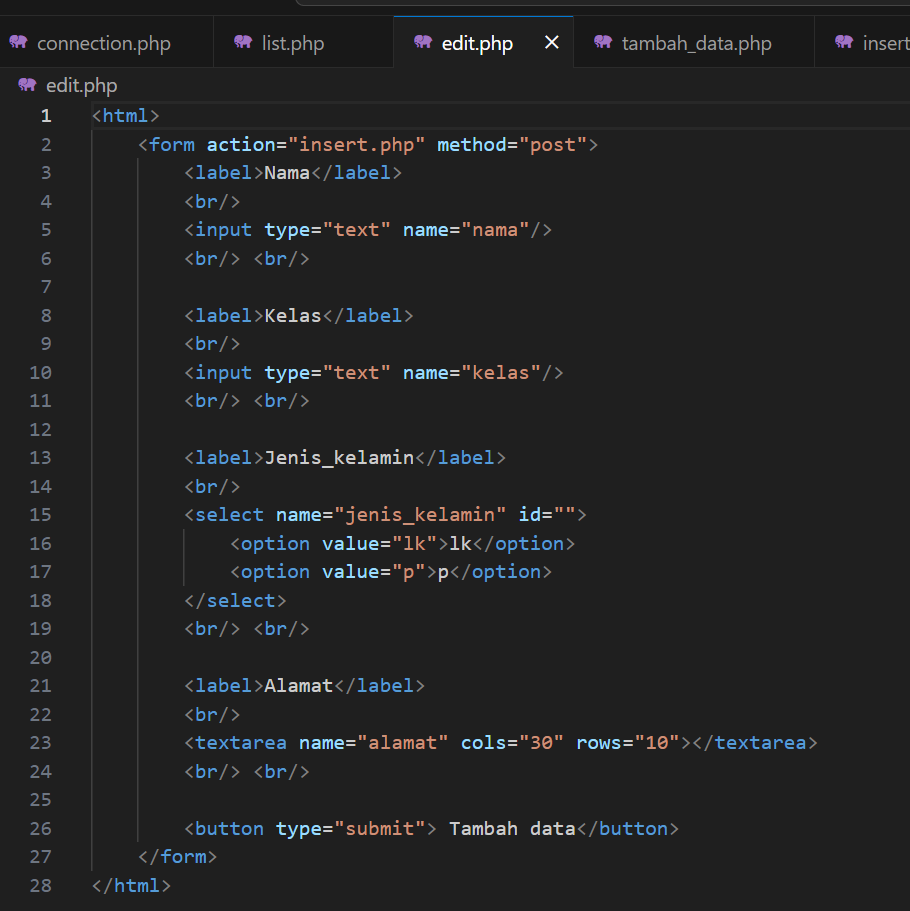 connection.php list.php edit.php × tambah_data.php insert
edit.php
1 <html>
2 <form action="insert.php" method="post">
3 <label>Nama</label>
4 <br/>
5 <input type="text" name="nama"/>
6 <br/> <br/>
7
8 <label>Kelas</label>
9 <br/>
10 <input type="text" name="kelas"/>
11 <br/> <br/>
12
13 <label>Jenis_kelamin</label>
14 <br/>
15 <select name="jenis_kelamin" id="">
16 <option value="lk">lk</option>
17 <option value="p">p</option>
18 </select>
19 <br/> <br/>
20
21 <label>Alamat</label>
22 <br/>
23 <textarea name="alamat" cols="30" rows="10"></textarea>
24 <br/> <br/>
25
26 <button type="submit"> Tambah data</button>
27 </form>
28 </html>